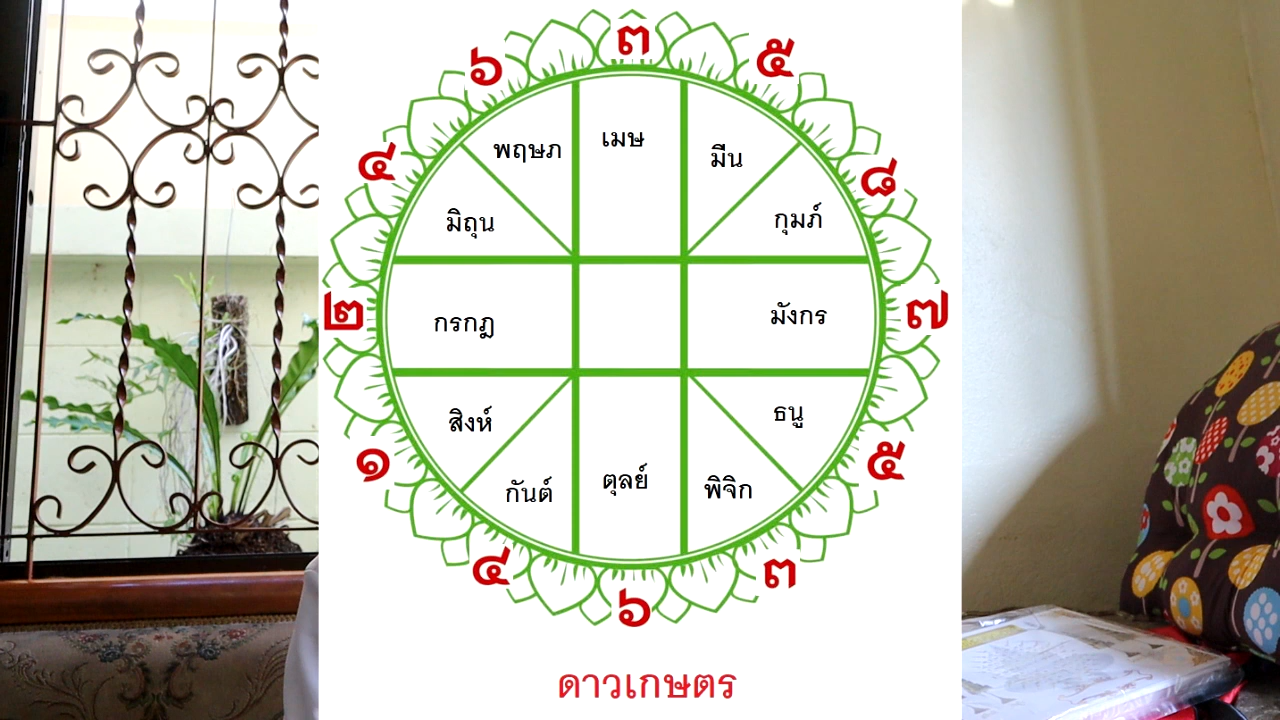 ๓
๖
๕
เมษ
พฤษภ
มีน
๔
๘
มิถุน
กุมภ์
๒
กรกฎ
มังกร
๗
สิงห์
ธนู
๑
๕
กันต์
ตุลย์
พิจิก
๔
๓
๖
ดาวเกษตร